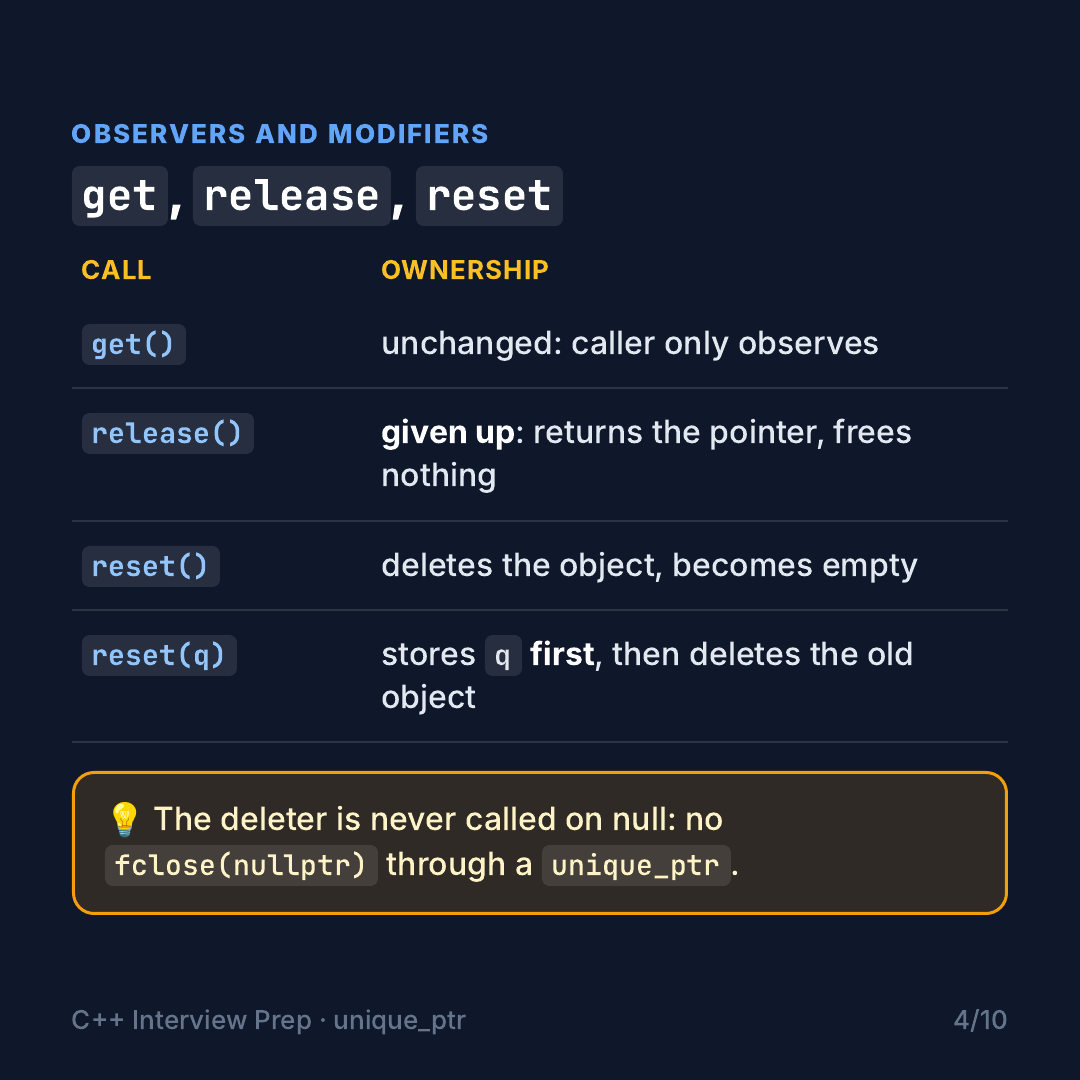 OBSERVERS AND MODIFIERS
get, release, reset
CALL OWNERSHIP
get() unchanged: caller only observes
release() given up: returns the pointer, frees
nothing
reset() deletes the object, becomes empty
reset(q) stores q first, then deletes the old
object
💡 The deleter is never called on null: no
fclose(nullptr) through a unique_ptr.
C++ Interview Prep · unique_ptr 4/10